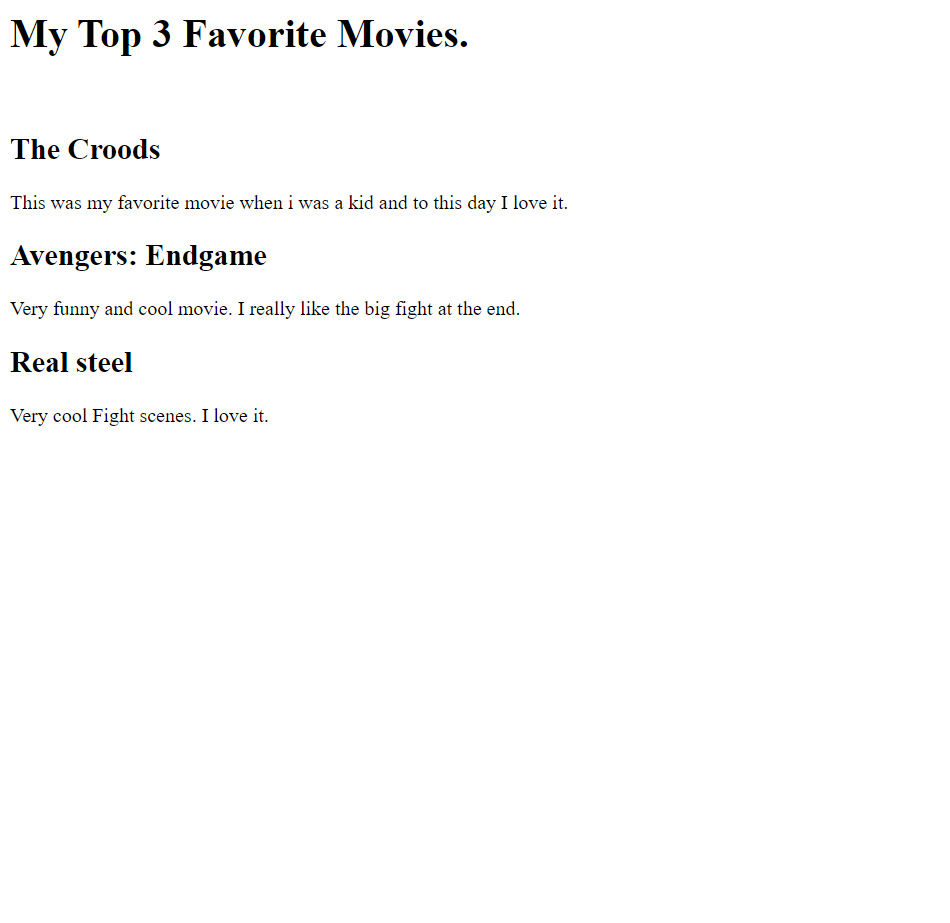 My Top 3 Favorite Movies.
The Croods
This was my favorite movie when i was a kid and to this day I love it.
Avengers: Endgame
Very funny and cool movie. I really like the big fight at the end.
Real steel
Very cool Fight scenes. I love it.